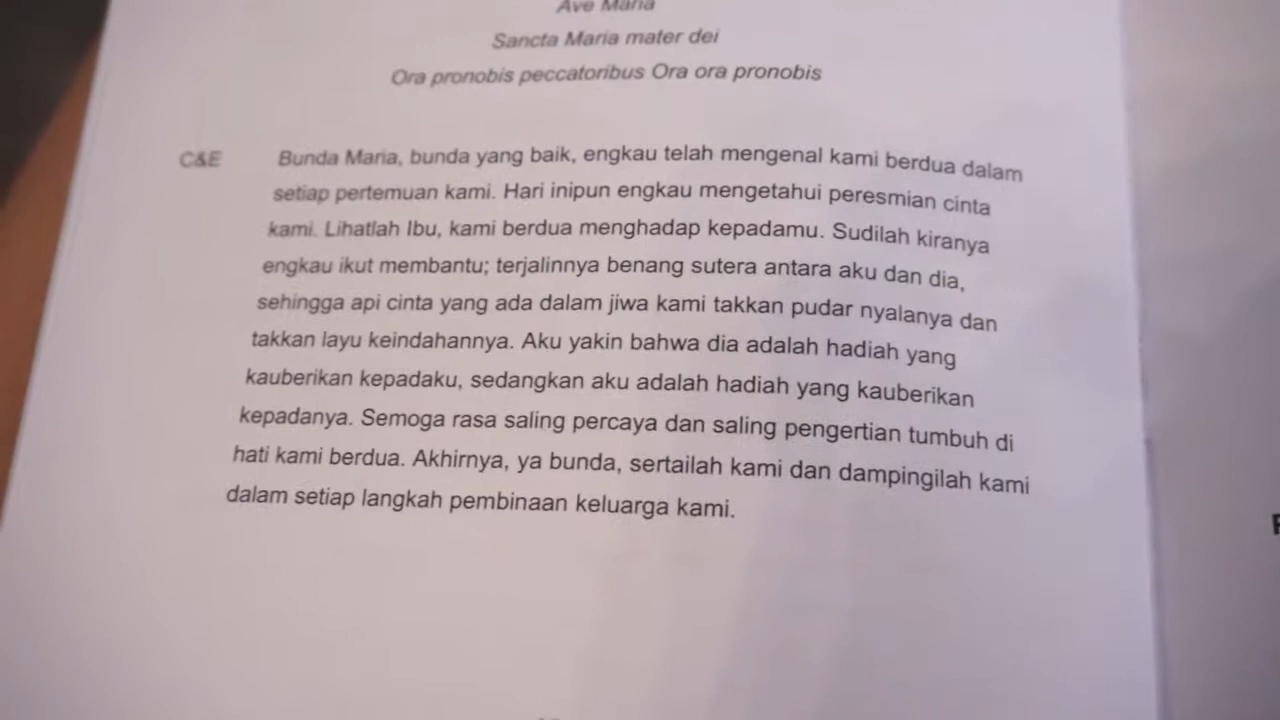 Ave Maria
Sancta Maria mater dei
Ora pronobis peccatoribus Ora ora pronobis
C&E Bunda Maria, bunda yang baik, engkau telah mengenal kami berdua dalam
setiap pertemuan kami. Hari inipun engkau mengetahui peresmian cinta
kami. Lihatlah Ibu, kami berdua menghadap kepadamu. Sudilah kiranya
engkau ikut membantu; terjalinnya benang sutera antara aku dan dia,
sehingga api cinta yang ada dalam jiwa kami takkan pudar nyalanya dan
takkan layu keindahannya. Aku yakin bahwa dia adalah hadiah yang
kauberikan kepadaku, sedangkan aku adalah hadiah yang kauberikan
kepadanya. Semoga rasa saling percaya dan saling pengertian tumbuh di
hati kami berdua. Akhirnya, ya bunda, sertailah kami dan dampingilah kami
dalam setiap langkah pembinaan keluarga kami.